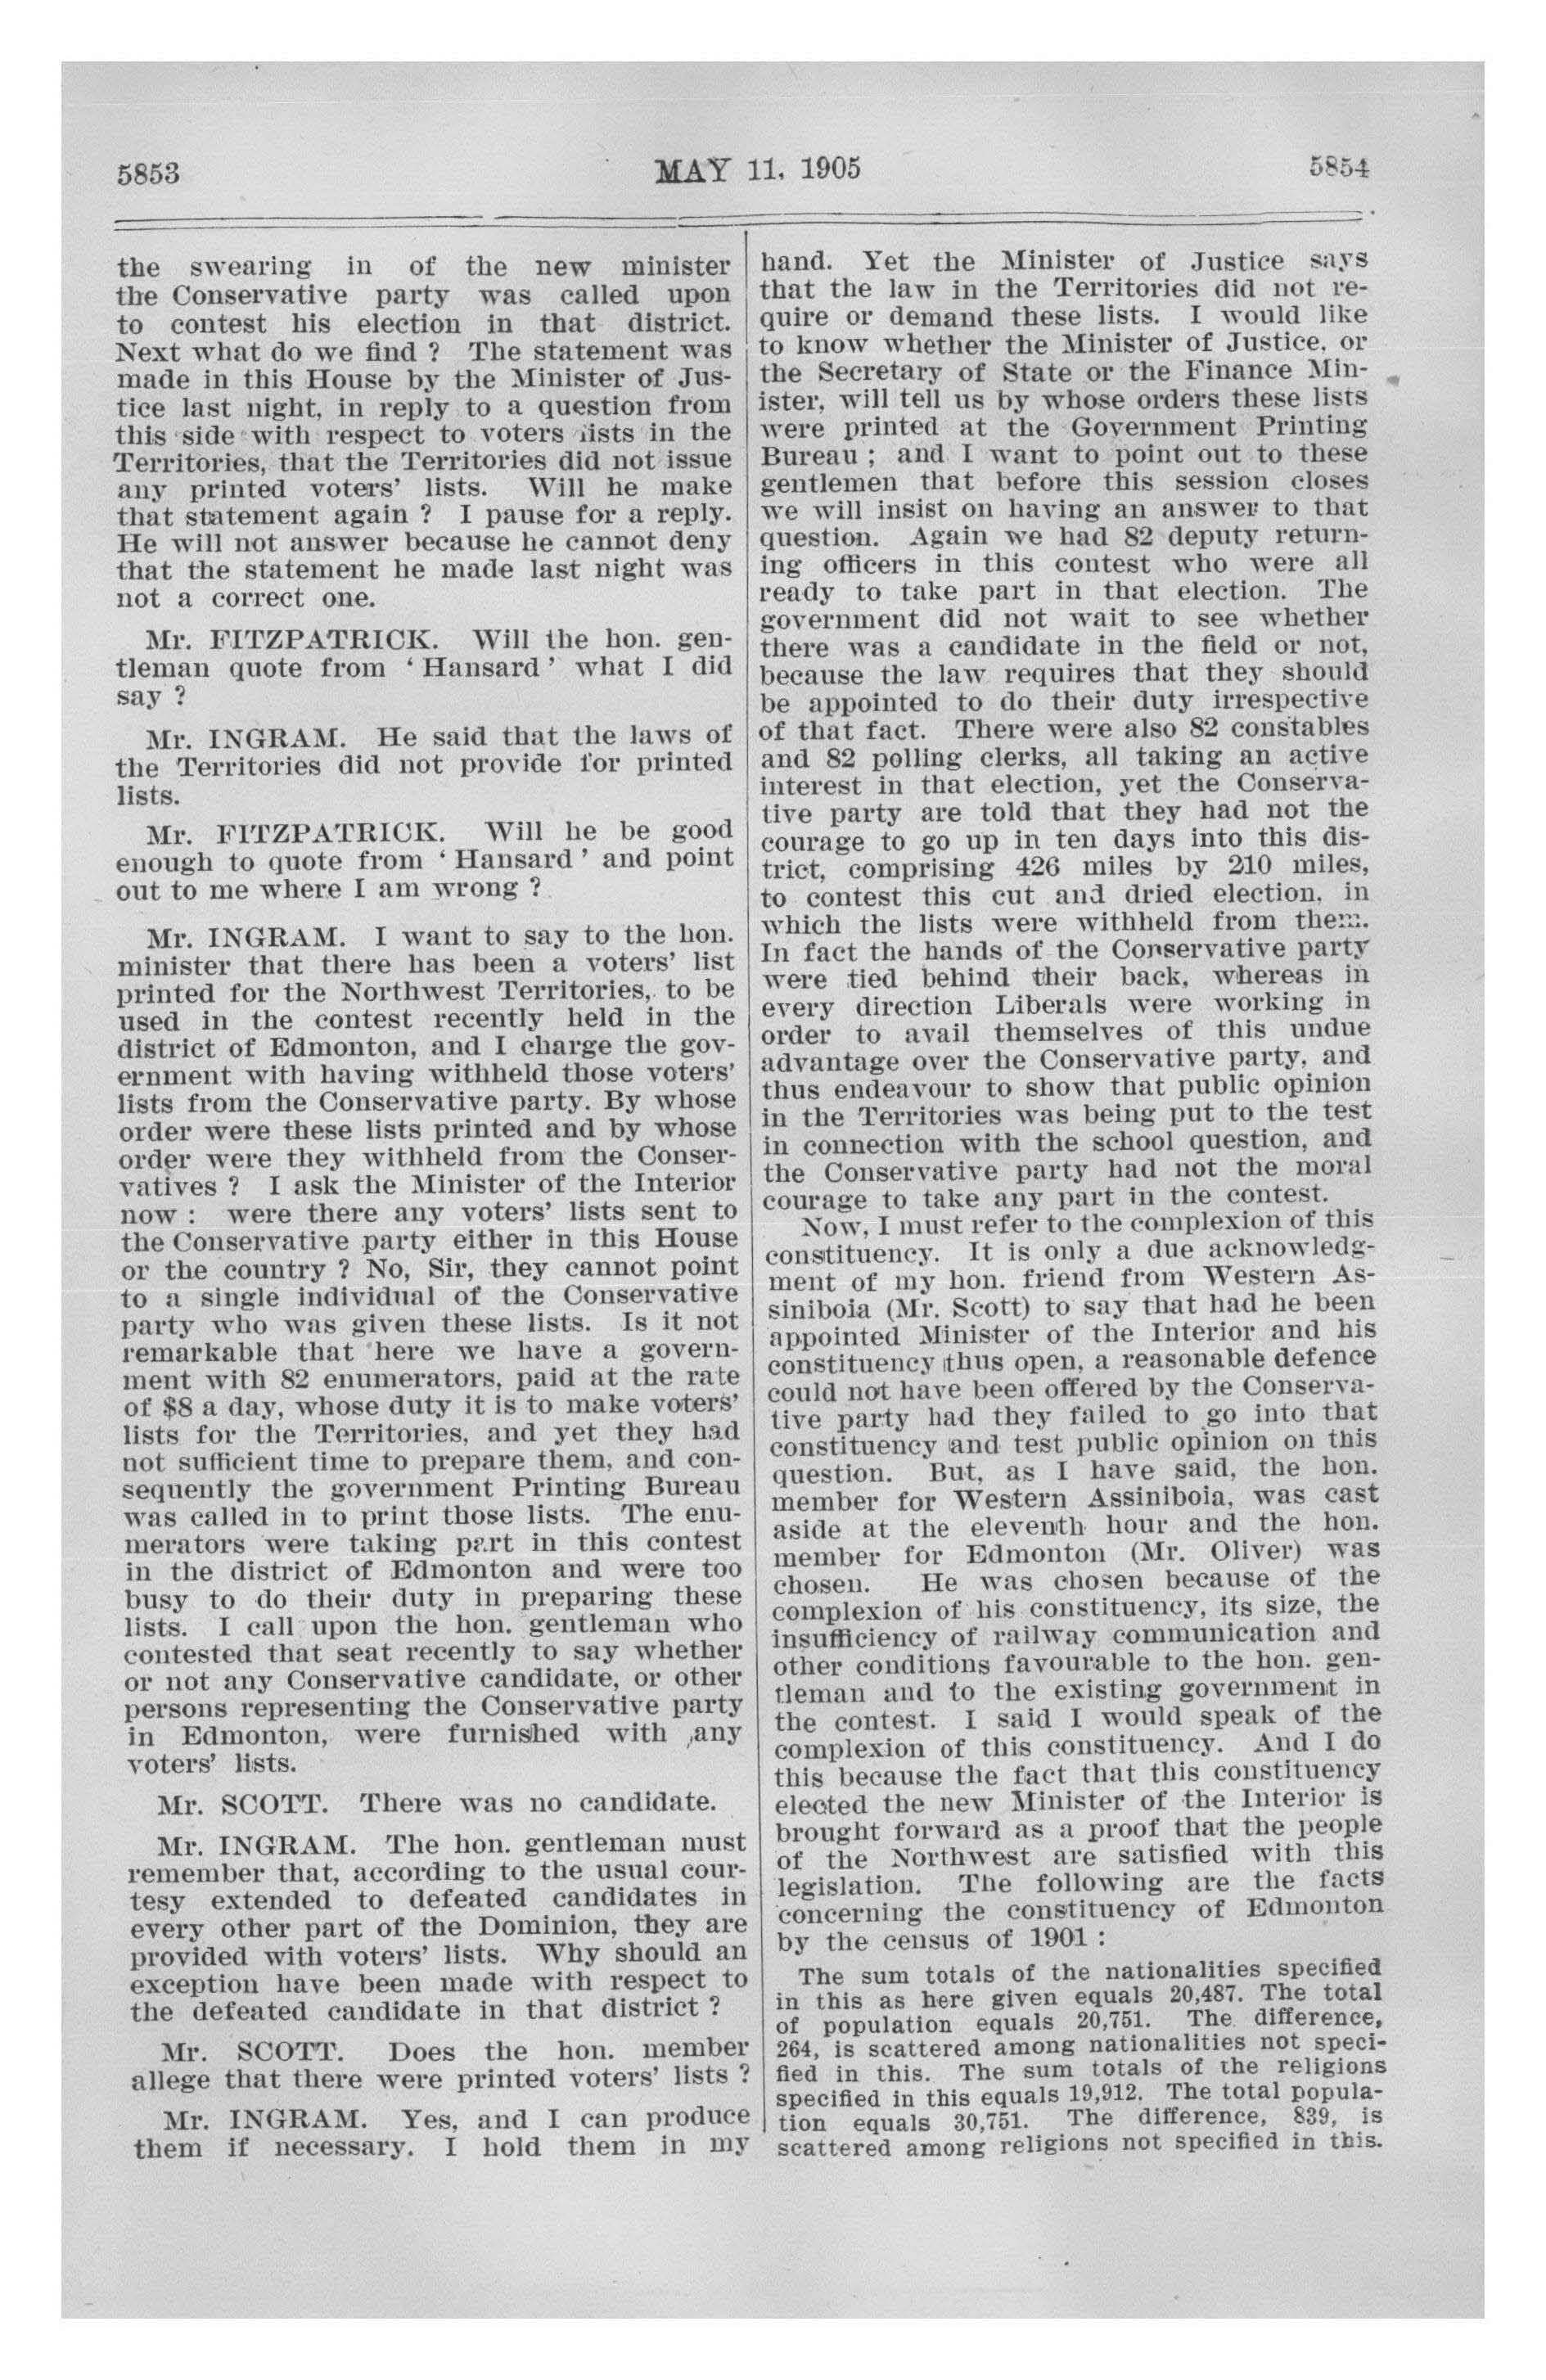 5853
MAY 11, 1905
5854
the swearing in of the new minister
the Conservative party was called upon
to contest his election in that district.
Next what do we find ? The statement was
made in this House by the Minister of Jus-
tice last night, in reply to a question from
this side with respect to voters lists in the
Territories, that the Territories did not issue
any printed voters' lists. Will he make
that statement again ? I pause for a reply.
He will not answer because he cannot deny
that the statement he made last night was
not a correct one.
Mr. FITZPATRICK. Will the hon. gen-
tleman quote from ' Hansard ' what I did
say ?
Mr. INGRAM. He said that the laws of
the Territories did not provide for printed
lists.
Mr. FITZPATRICK. Will he be good
enough to quote from ' Hansard ' and point
out to me where I am wrong ?
Mr. INGRAM. I want to say to the hon.
minister that there has been a voters' list
printed for the Northwest Territories, to be
used in the contest recently held in the
district of Edmonton, and I charge the gov-
ernment with having withheld those voters'
lists from the Conservative party. By whose
order were these lists printed and by whose
order were they withheld from the Conser-
vatives ? I ask the Minister of the Interior
now : were there any voters' lists sent to
the Conservative party either in this House
or the country ? No, Sir, they cannot point
to a single individual of the Conservative
party who was given these lists. Is it not
remarkable that here we have a govern-
ment with 82 enumerators, paid at the rate
of $8 a day, whose duty it is to make voters'
lists for the Territories, and yet they had
not sufficient time to prepare them, and con-
sequently the government Printing Bureau
was called in to print those lists. The enu-
merators were taking part in this contest
in the district of Edmonton and were too
busy to do their duty in preparing these
lists. I call upon the hon. gentleman who
contested that seat recently to say whether
or not any Conservative candidate, or other
persons representing the Conservative party
in Edmonton, were furnished with any
voters' lists.
Mr. SCOTT. There was no candidate.
Mr. INGRAM. The hon. gentleman must
remember that, according to the usual cour-
tesy extended to defeated candidates in
every other part of the Dominion, they are
provided with voters' lists. Why should an
exception have been made with respect to
the defeated candidate in that district ?
Mr. SCOTT. Does the hon. member
allege that there were printed voters' lists ?
Mr. INGRAM. Yes, and I can produce
them if necessary. I hold them in my
hand. Yet the Minister of Justice says
that the law in the Territories did not re-
quire or demand these lists. I would like
to know whether the Minister of Justice, or
the Secretary of State or the Finance Min-
ister, will tell us by whose orders these lists
were printed at the Government Printing
Bureau ; and I want to point out to these
gentlemen that before this session closes
we will insist on having an answer to that
question. Again we had 82 deputy return-
ing officers in this contest who were all
ready to take part in that election. The
government did not wait to see whether
there was a candidate in the field or not,
because the law requires that they should
be appointed to do their duty irrespective
of that fact. There were also 82 constables
and 82 polling clerks, all taking an active
interest in that election, yet the Conserva-
tive party are told that they had not the
courage to go up in ten days into this dis-
trict, comprising 426 miles by 210 miles,
to contest this cut and dried election, in
which the lists were withheld from them.
In fact the hands of the Conservative party
were tied behind their back, whereas in
every direction Liberals were working in
order to avail themselves of this undue
advantage over the Conservative party, and
thus endeavour to show that public opinion
in the Territories was being put to the test
in connection with the school question, and
the Conservative party had not the moral
courage to take any part in the contest.
Now, I must refer to the complexion of this
constituency. It is only a due acknowledg-
ment of my hon. friend from Western As-
siniboia (Mr. Scott) to say that had he been
appointed Minister of the Interior and his
constituency thus open, a reasonable defence
could not have been offered by the Conserva-
tive party had they failed to go into that
constituency and test public opinion on this
question. But, as I have said, the hon.
member for Western Assiniboia, was cast
aside at the eleventh hour and the hon.
member for Edmonton (Mr. Oliver) was
chosen. He was chosen because of the
complexion of his constituency, its size, the
insufficiency of railway communication and
other conditions favourable to the hon. gen-
tleman and to the existing government in
the contest. I said I would speak of the
complexion of this constituency. And I do
this because the fact that this constituency
elected the new Minister of the Interior is
brought forward as a proof that the people
of the Northwest are satisfied with this
legislation. The following are the facts
concerning the constituency of Edmonton
by the census of 1901 :
The sum totals of the nationalities specified
in this as here given equals 20,487. The total
of population equals 20,751. The difference,
264, is scattered among nationalities not speci-
fied in this. The sum totals of the religions
specified in this equals 19,912. The total popula-
tion equals 30,751. The difference, 839, is
scattered among religions not specified in this.